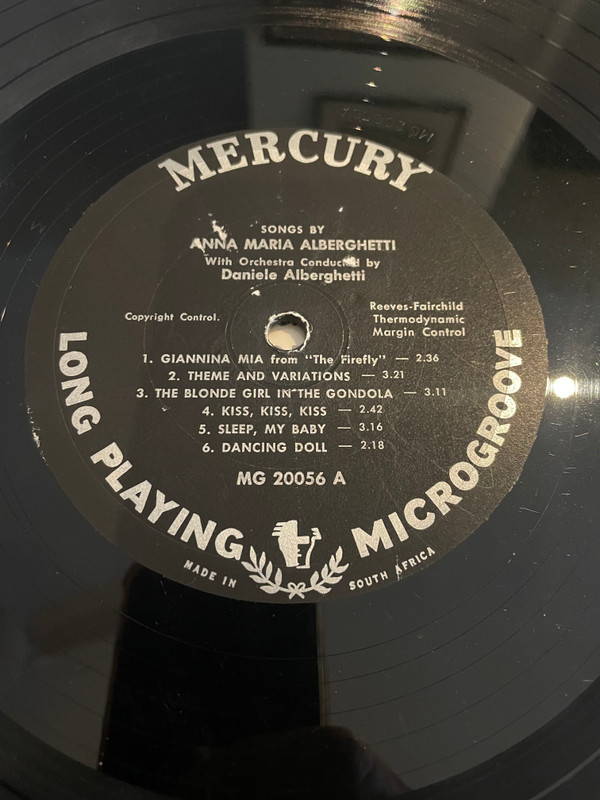 MERCURY
SONGS BY
ANNA MARIA ALBERGHETTI
With Orchestra Conducted by
Daniele Alberghetti
Copyright Control.
Reeves-Fairchild
Thermodynamic
Margin Control
1. GIANNINA MIA from "The Firefly" — 2.36
2. THEME AND VARIATIONS — 3.21
3. THE BLONDE GIRL IN THE GONDOLA — 3.11
4. KISS, KISS, KISS — 2.42
5. SLEEP, MY BABY — 3.16
6. DANCING DOLL — 2.18
MG 20056 A
LONG PLAYING MICROGROOVE
MADE IN SOUTH AFRICA